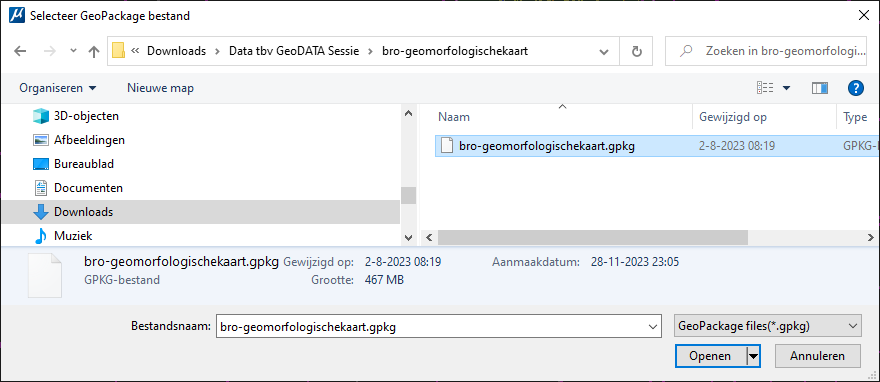 Selecteer GeoPackage bestand
« Downloads > Data tbv GeoDATA Sessie > bro-geomorfologischekaart
Zoeken in bro-geomorfologi...
Organiseren Nieuwe map
3D-objecten
Afbeeldingen
Bureaublad
Documenten
Downloads
Muziek
Naam Gewijzigd op Type
bro-geomorfologischekaart.gpkg 2-8-2023 08:19 GPKG-
bro-geomorfologischekaart.gpkg Gewijzigd op: 2-8-2023 08:19 Aanmaakdatum: 28-11-2023 23:05
GPKG-bestand Grootte: 467 MB
Bestandsnaam: bro-geomorfologischekaart.gpkg GeoPackage files(*.gpkg)
Openen Annuleren